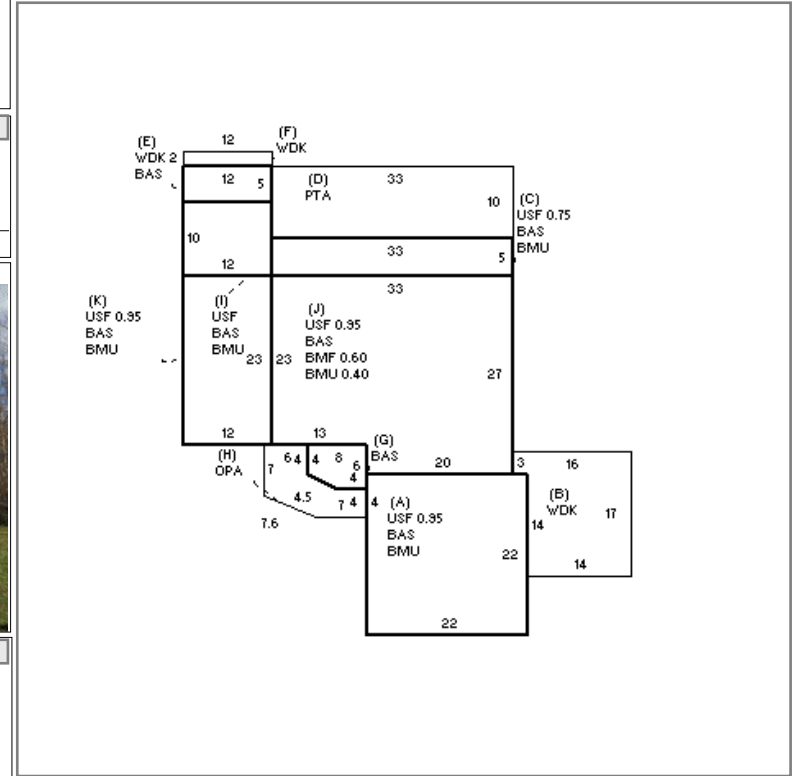 (E)
WDK 2
BAS
12
(F)
WDK
12
5
(D)
PTA
33
10
(C)
USF 0.75
BAS
BMU
10
33
5
12
33
(K)
USF 0.95
BAS
BMU
(I)
USF
BAS
BMU
23
23
(J)
USF 0.95
BAS
BMF 0.60
BMU 0.40
27
12
13
(G)
BAS
(H)
OPA
7
6
4
4
8
6
4
20
3
16
4.5
7
4
4
7.6
(A)
USF 0.95
BAS
BMU
(B)
WDK
14
17
22
14
22